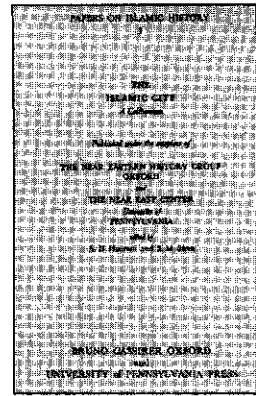 PAPERS ON ISLAMIC HISTORY
THE
ISLAMIC CITY
A Colloquium
Published under the auspices of
THE NEAR EASTERN HISTORY GROUP
OXFORD
and
THE NEAR EAST CENTER
University of
PENNSYLVANIA
edited by
A. H. Hourani and S. M. Stern
BRUNO CASSIRER OXFORD
and
UNIVERSITY of PENNSYLVANIA PRESS